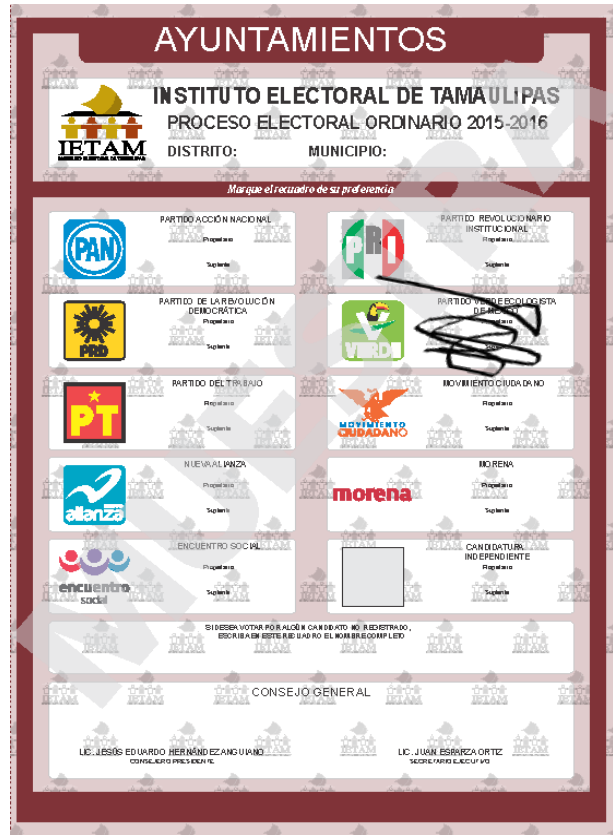 AYUNTAMIENTOS
IETAM
INSTITUTO ELECTORAL DE TAMAULIPAS
PROCESO ELECTORAL ORDINARIO 2015-2016
DISTRITO: MUNICIPIO:
Marque el recuadro de su preferencia
PAN
PARTIDO ACCIÓN NACIONAL
Propietario
Suplente
PRI
PARTIDO REVOLUCIONARIO
INSTITUCIONAL
Propietario
Suplente
PRD
PARTIDO DE LA REVOLUCIÓN
DEMOCRÁTICA
Propietario
Suplente
VERDE
PARTIDO VERDE ECOLOGISTA
DE MÉXICO
Suplente
PT
PARTIDO DEL TRABAJO
Propietario
Suplente
MOVIMIENTO
CIUDADANO
MOVIMIENTO CIUDADANO
Propietario
Suplente
alianza
NUEVA ALIANZA
Propietario
Suplente
morena
MORENA
Propietario
Suplente
encuentro
social
ENCUENTRO SOCIAL
Propietario
Suplente
CANDIDATURA
INDEPENDIENTE
Propietario
Suplente
SI DESEA VOTAR POR ALGÚN CANDIDATO NO REGISTRADO,
ESCRIBA EN ESTE RECUADRO EL NOMBRE COMPLETO
CONSEJO GENERAL
LIC. JESÚS EDUARDO HERNÁNDEZ ANGUIANO
CONSEJERO PRESIDENTE
LIC. JUAN ESPARZA ORTIZ
SECRETARIO EJECUTIVO
MUESTRA